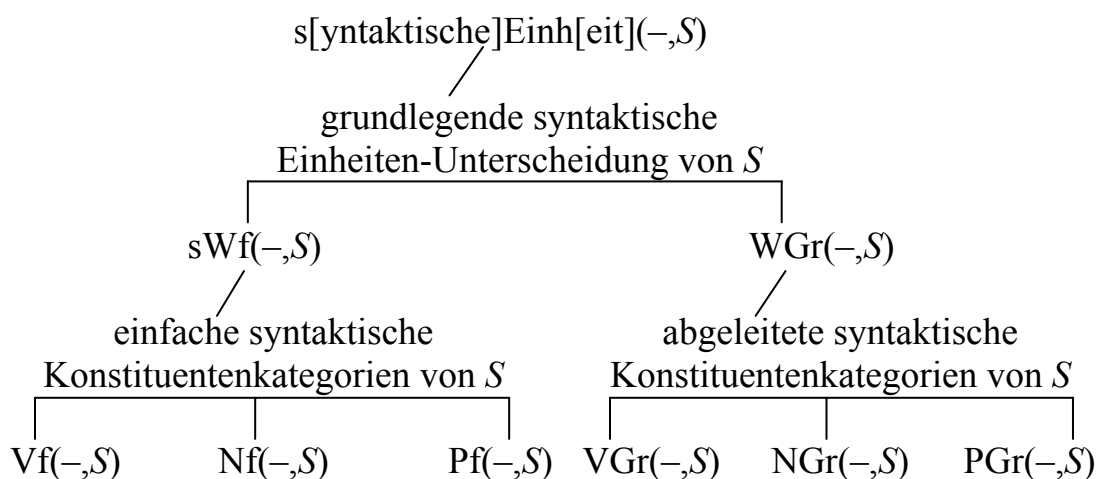 s[yntaktische]Einh[eit](–,S)
grundlegende syntaktische
Einheiten-Unterscheidung von S
sWf(–,S) WGr(–,S)
einfache syntaktische abgeleitete syntaktische
Konstituentenkategorien von S Konstituentenkategorien von S
Vf(–,S) Nf(–,S) Pf(–,S) VGr(–,S) NGr(–,S) PGr(–,S)